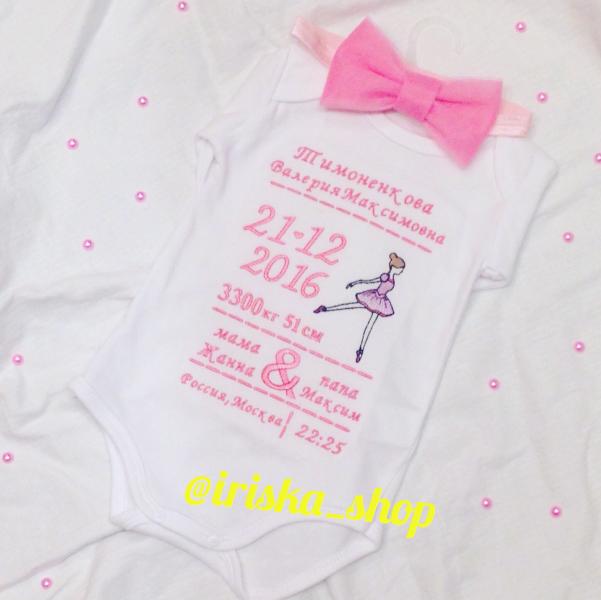 Тимоненкова
Валерия Максимовна
21·12
2016
3300кг 51см
мама
Жанна
&
папа
Максим
Россия, Москва | 22:25
@iriska_shop